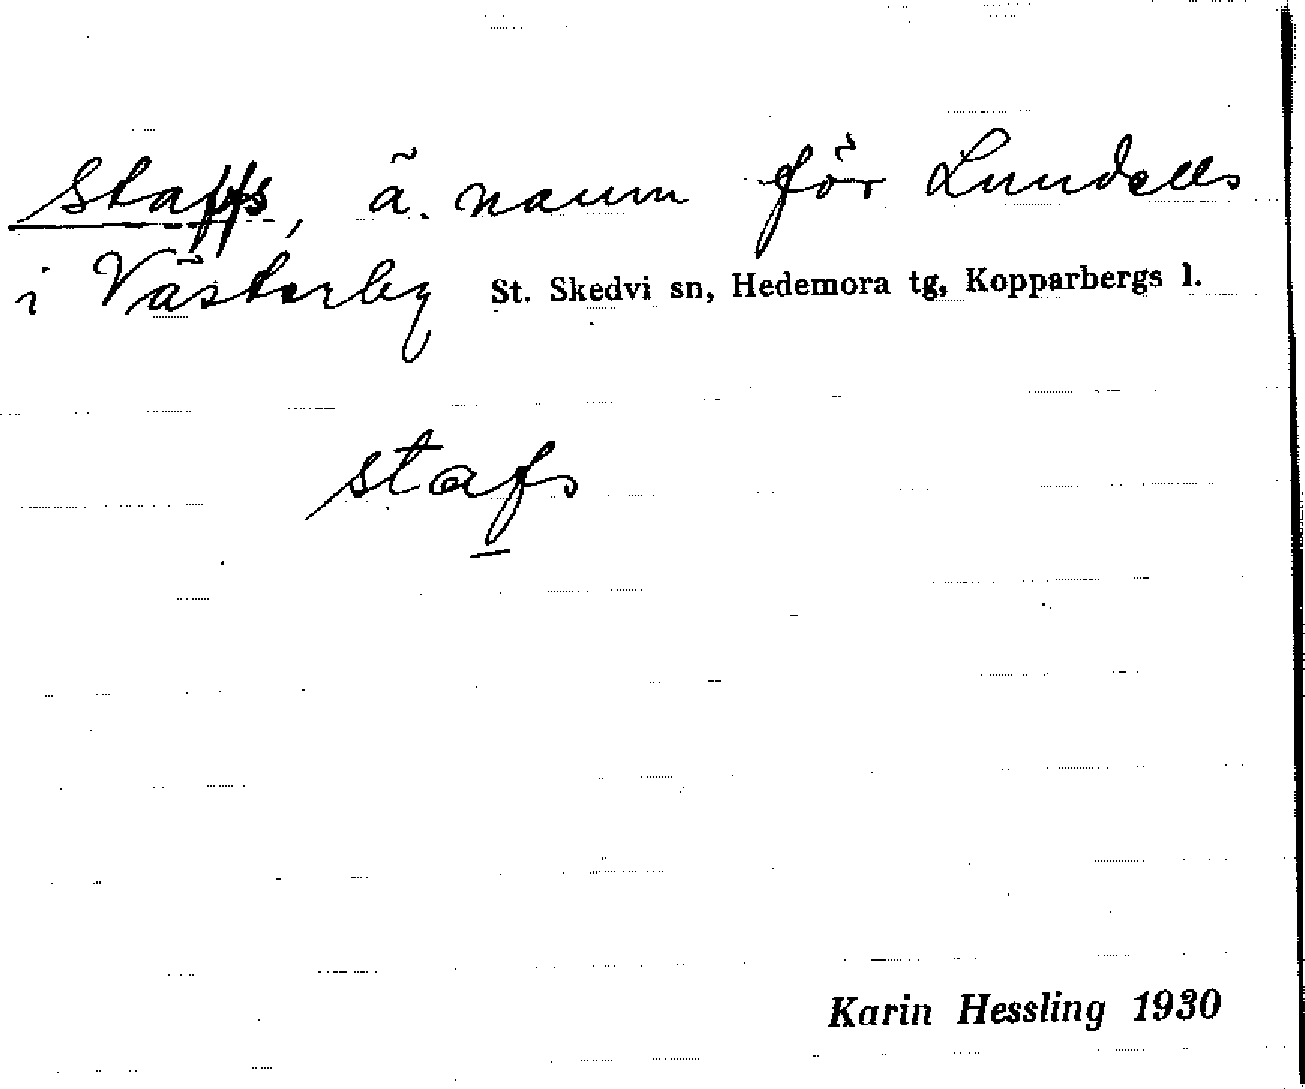 Staffs, ä. namn för Lundells
i Västerby St. Skedvi sn, Hedemora tg, Kopparbergs l.
stafs
Karin Hessling 1930